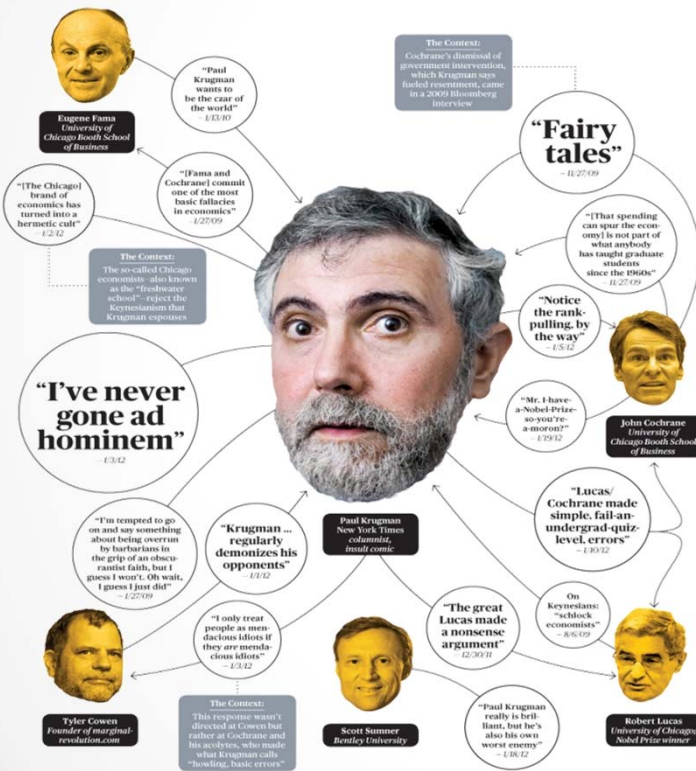 "Paul
Krugman
wants to
be the czar of
the world"
– 1/13/10
The Context:
Cochrane's dismissal of
government intervention,
which Krugman says
fueled resentment, came
in a 2009 Bloomberg
interview
Eugene Fama
University of
Chicago Booth School
of Business
"Fairy
tales"
– 11/27/09
"[The Chicago]
brand of
economics has
turned into a
hermetic cult"
– 1/2/12
"[Fama and
Cochrane] commit
one of the most
basic fallacies
in economics"
– 1/27/09
"[That spending
can spur the econ-
omy] is not part of
what anybody
has taught graduate
students
since the 1960s"
– 11/27/09
The Context:
The so-called Chicago
economists–also known
as the "freshwater
school"–reject the
Keynesianism that
Krugman espouses
"Notice
the rank-
pulling, by
the way"
– 1/5/12
"I've never
gone ad
hominem"
– 1/3/12
"Mr. I-have-
a-Nobel-Prize-
so-you're-
a-moron?"
– 1/19/12
John Cochrane
University of
Chicago Booth School
of Business
"I'm tempted to go
on and say something
about being overrun
by barbarians in
the grip of an obscu-
rantist faith, but I
guess I won't. Oh wait,
I guess I just did"
– 1/27/09
"Krugman ...
regularly
demonizes his
opponents"
– 1/1/12
Paul Krugman
New York Times
columnist,
insult comic
"Lucas/
Cochrane made
simple, fail-an-
undergrad-quiz-
level, errors"
– 1/10/12
"I only treat
people as men-
dacious idiots if
they are menda-
cious idiots"
– 1/3/12
"The great
Lucas made
a nonsense
argument"
– 12/30/11
On
Keynesians:
"schlock
economists"
– 8/6/09
Tyler Cowen
Founder of marginal-
revolution.com
The Context:
This response wasn't
directed at Cowen but
rather at Cochrane and
his acolytes, who made
what Krugman calls
"howling, basic errors"
Scott Sumner
Bentley University
"Paul Krugman
really is bril-
liant, but he's
also his own
worst enemy"
– 1/18/12
Robert Lucas
University of Chicago;
Nobel Prize winner